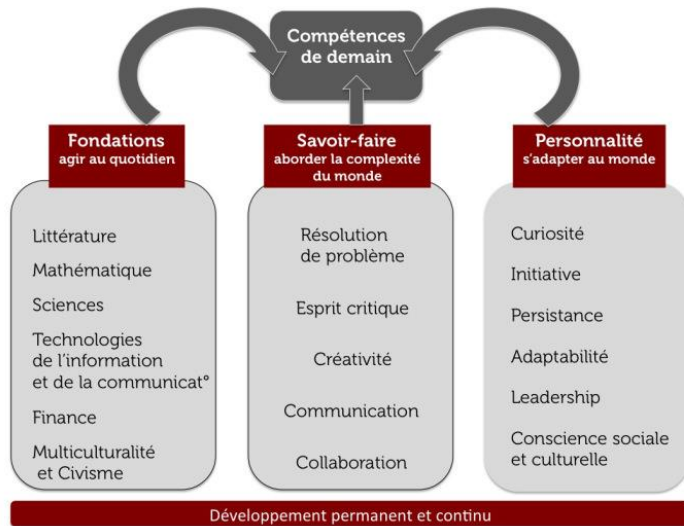 Compétences
de demain
Fondations
agir au quotidien
Littérature
Mathématique
Sciences
Technologies
de l'information
et de la communicat°
Finance
Multiculturalité
et Civisme
Savoir-faire
aborder la complexité
du monde
Résolution
de problème
Esprit critique
Créativité
Communication
Collaboration
Personnalité
s'adapter au monde
Curiosité
Initiative
Persistance
Adaptabilité
Leadership
Conscience sociale
et culturelle
Développement permanent et continu